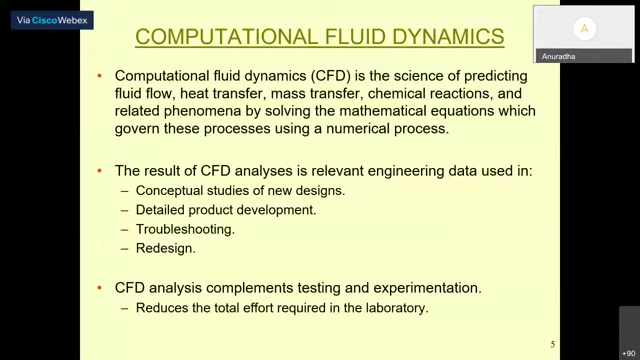 Via Cisco Webex
COMPUTATIONAL FLUID DYNAMICS
A
Anuradha
• Computational fluid dynamics (CFD) is the science of predicting
fluid flow, heat transfer, mass transfer, chemical reactions, and
related phenomena by solving the mathematical equations which
govern these processes using a numerical process.
• The result of CFD analyses is relevant engineering data used in:
– Conceptual studies of new designs.
– Detailed product development.
– Troubleshooting.
– Redesign.
• CFD analysis complements testing and experimentation.
– Reduces the total effort required in the laboratory.
5
+90